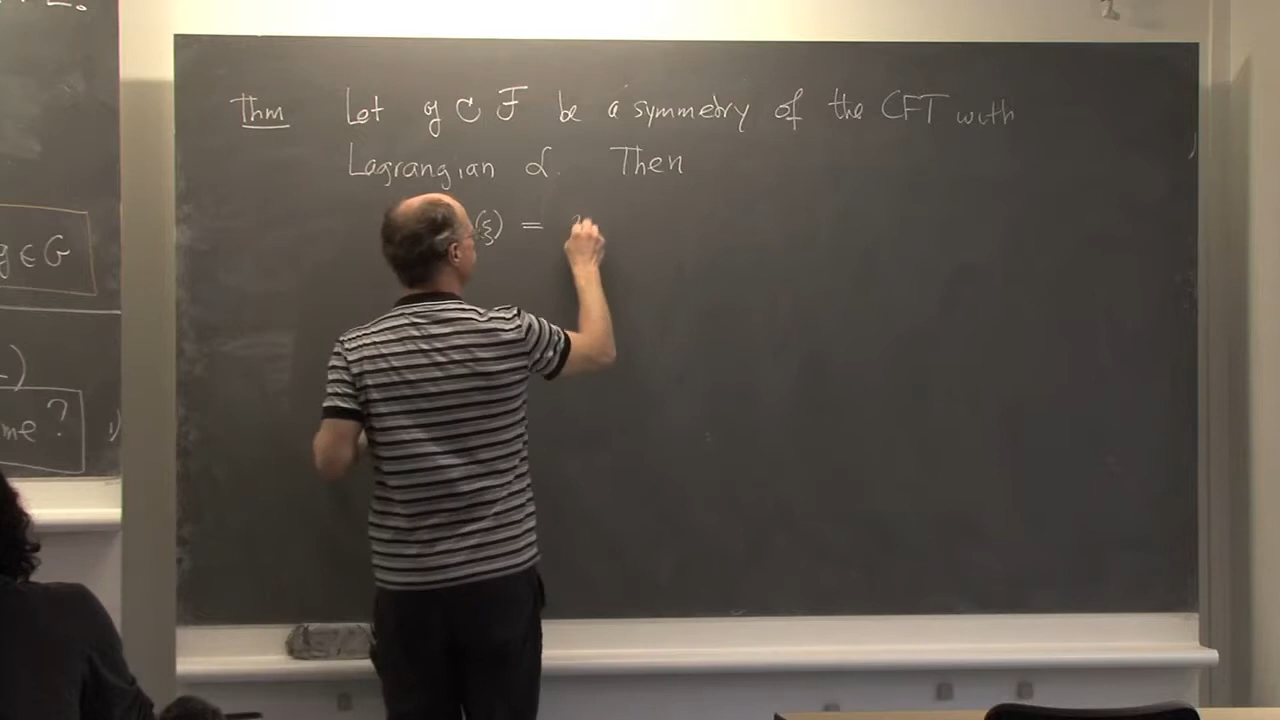 g ∈ G
me ?
Thm Let 𝔤 ⊂ ℱ be a symmetry of the CFT with
Lagrangian ℒ. Then
(ξ) =